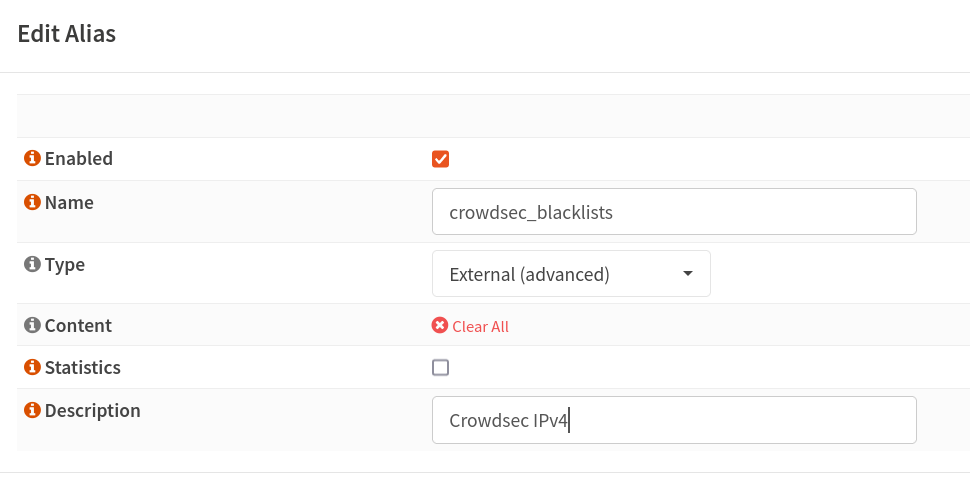 Edit Alias
Enabled
Name
crowdsec_blacklists
Type
External (advanced)
Content
Clear All
Statistics
Description
Crowdsec IPv4